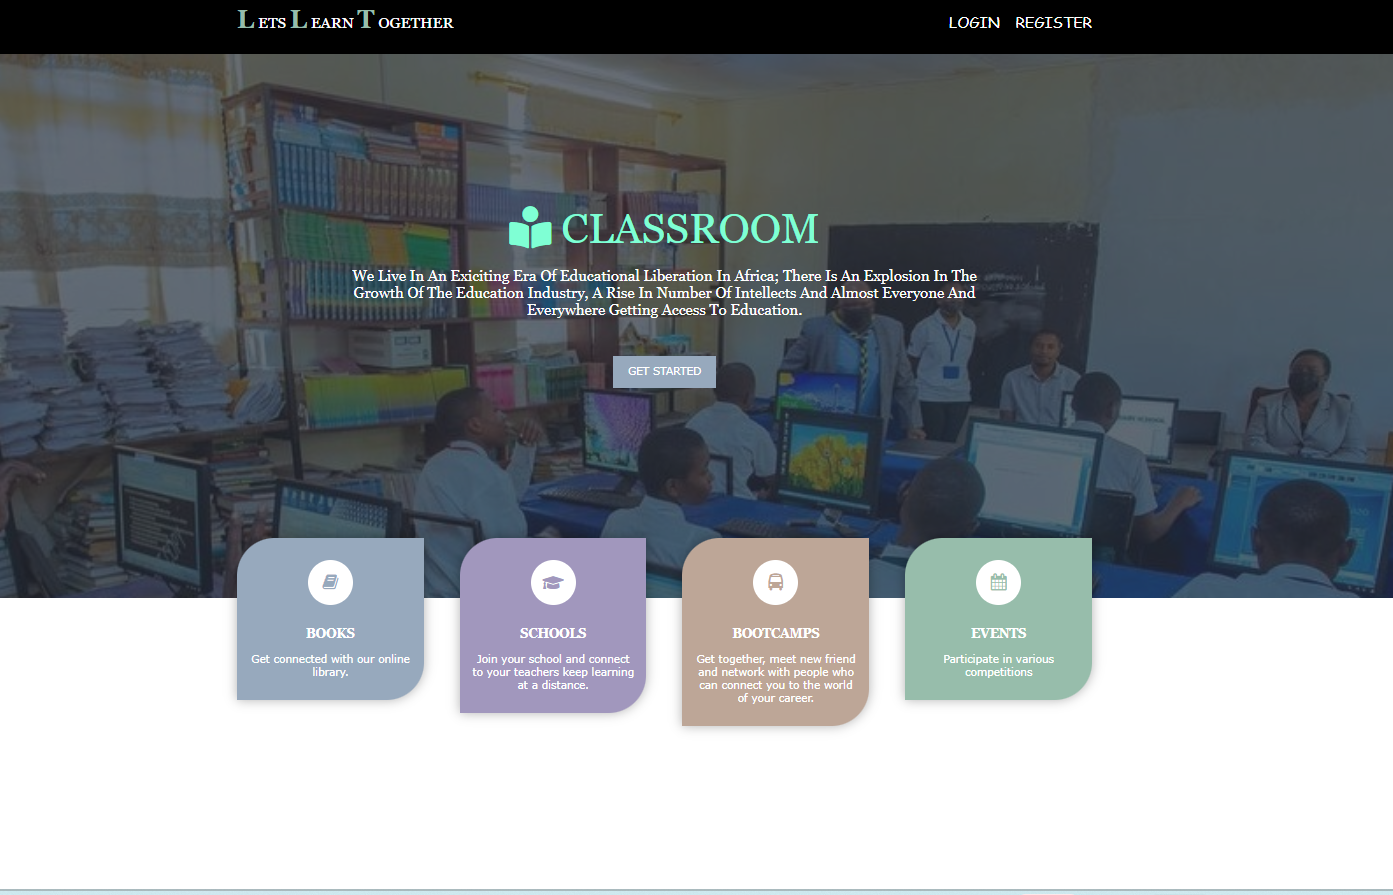 LETS LEARN TOGETHER
LOGIN REGISTER
CLASSROOM
We Live In An Exiciting Era Of Educational Liberation In Africa; There Is An Explosion In The
Growth Of The Education Industry, A Rise In Number Of Intellects And Almost Everyone And
Everywhere Getting Access To Education.
GET STARTED
BOOKS
Get connected with our online
library.
SCHOOLS
Join your school and connect
to your teachers keep learning
at a distance.
BOOTCAMPS
Get together, meet new friend
and network with people who
can connect you to the world
of your career.
EVENTS
Participate in various
competitions